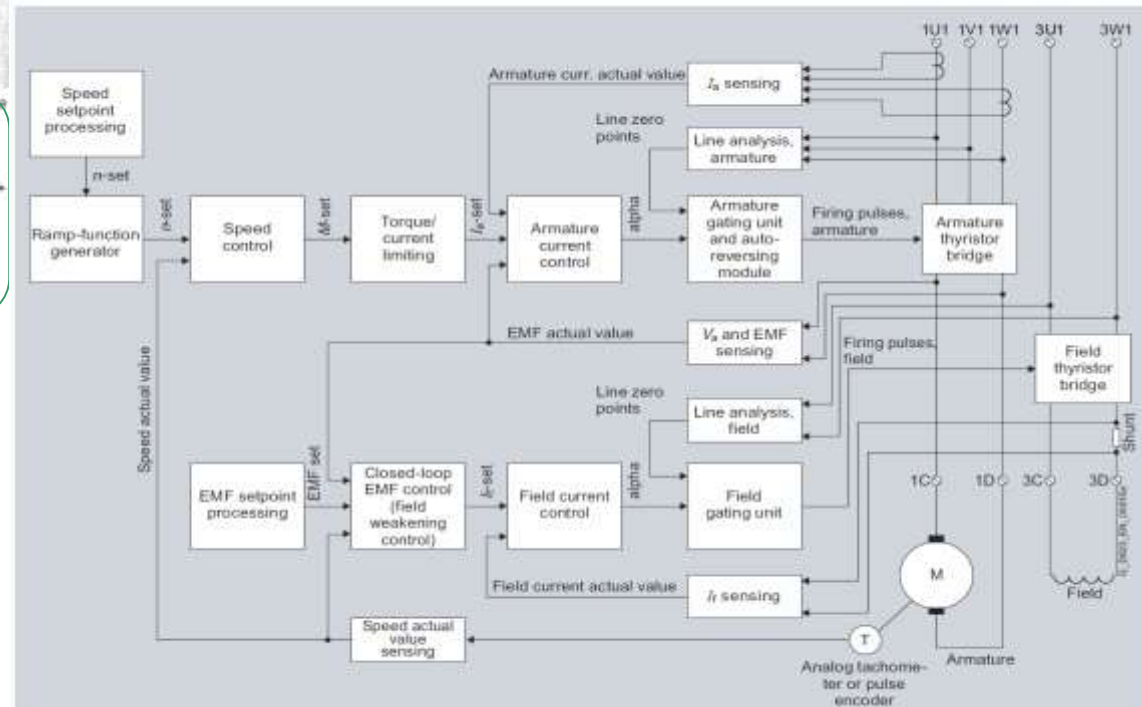 1U1 1V1 1W1 3U1 3W1
Speed
setpoint
processing
n-set
Ramp-function
generator
n-set
Speed
control
M-set
Torque/
current
limiting
Ia-set
Armature
current
control
alpha
Armature curr. actual value
Ia sensing
Line zero
points
Line analysis,
armature
Armature
gating unit
and auto-
reversing
module
Firing pulses,
armature
Armature
thyristor
bridge
EMF actual value
Va and EMF
sensing
Firing pulses,
field
Field
thyristor
bridge
Shunt
Line zero
points
Line analysis,
field
Speed actual value
EMF setpoint
processing
EMF set
Closed-loop
EMF control
(field
weakening
control)
If-set
Field current
control
alpha
Field
gating unit
1C 1D 3C 3D
Field current actual value
If sensing
M
Field
Speed actual
value
sensing
T
Armature
Analog tachome-
ter or pulse
encoder